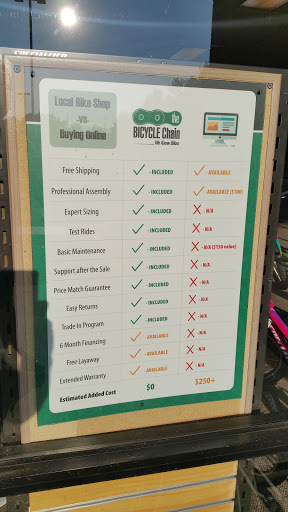 Local Bike Shop
-vs-
Buying Online
the
BICYCLE Chain
We Know Bikes
Free Shipping - INCLUDED - AVAILABLE
Professional Assembly - INCLUDED - AVAILABLE ($100)
Expert Sizing - INCLUDED - N/A
Test Rides - INCLUDED - N/A
Basic Maintenance - INCLUDED - N/A ($150 value)
Support after the Sale - INCLUDED - N/A
Price Match Guarantee - INCLUDED - N/A
Easy Returns - INCLUDED - N/A
Trade In Program - INCLUDED - N/A
6 Month Financing - AVAILABLE - N/A
Free Layaway - AVAILABLE - N/A
Extended Warranty - AVAILABLE - N/A
Estimated Added Cost $0 $250+